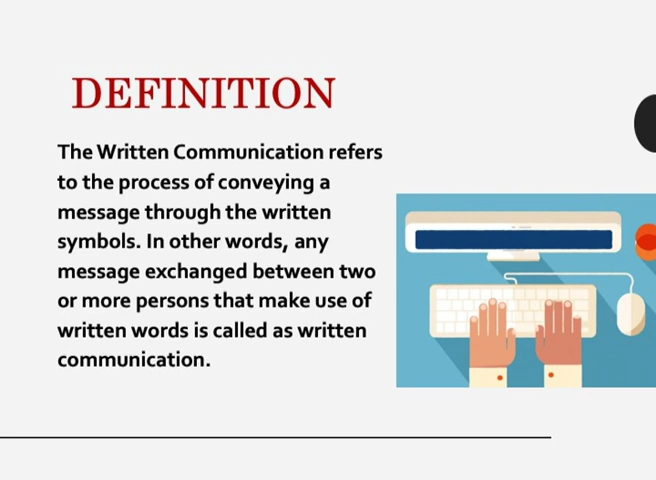 DEFINITION
The Written Communication refers
to the process of conveying a
message through the written
symbols. In other words, any
message exchanged between two
or more persons that make use of
written words is called as written
communication.